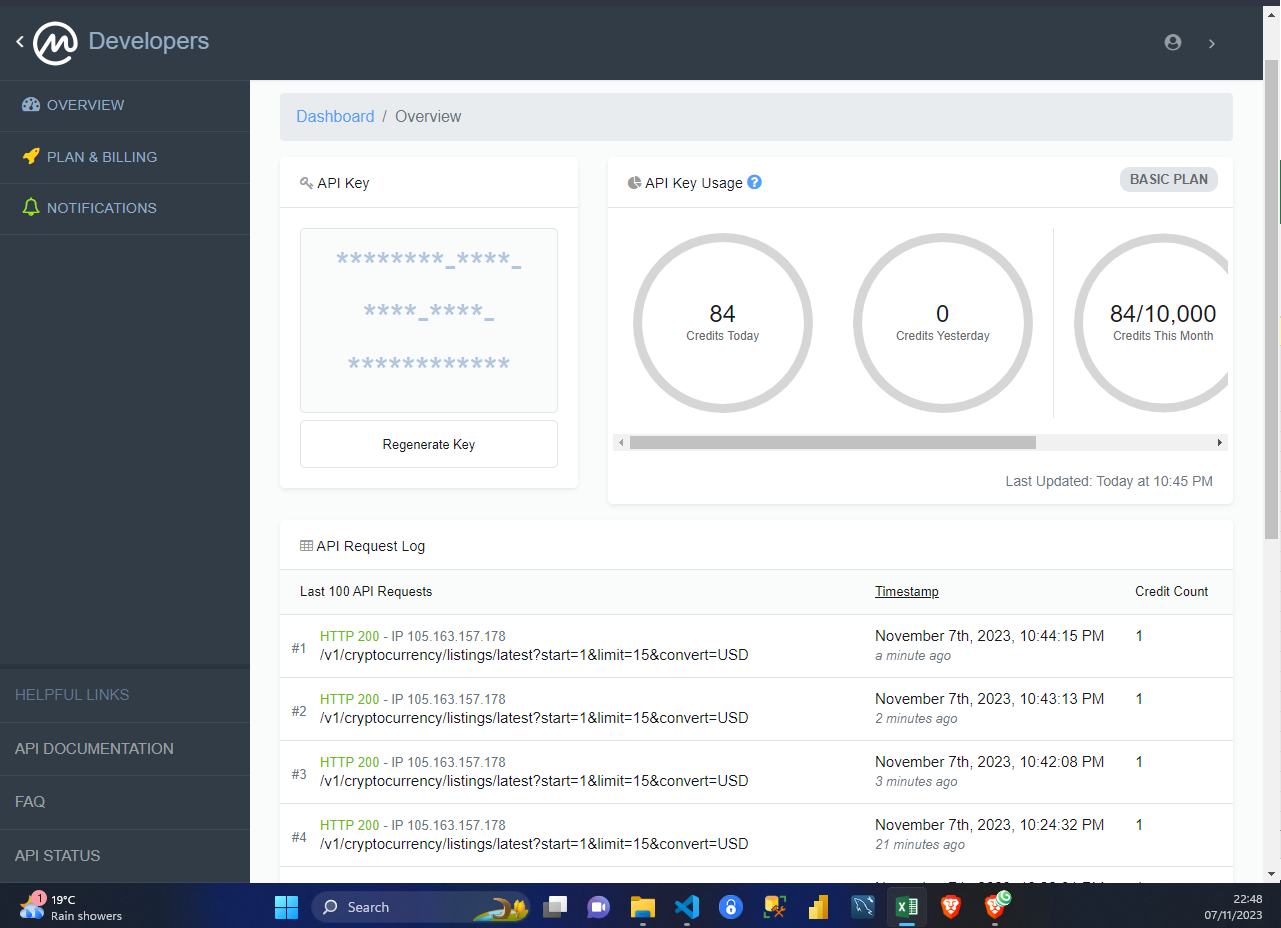 Developers
OVERVIEW
PLAN & BILLING
NOTIFICATIONS
HELPFUL LINKS
API DOCUMENTATION
FAQ
API STATUS
Dashboard / Overview
API Key
********_****_
****_****_
************
Regenerate Key
API Key Usage ?
BASIC PLAN
84
Credits Today
0
Credits Yesterday
84/10,000
Credits This Month
Last Updated: Today at 10:45 PM
API Request Log
Last 100 API Requests Timestamp Credit Count
#1 HTTP 200 - IP 105.163.157.178
/v1/cryptocurrency/listings/latest?start=1&limit=15&convert=USD
November 7th, 2023, 10:44:15 PM 1
a minute ago
#2 HTTP 200 - IP 105.163.157.178
/v1/cryptocurrency/listings/latest?start=1&limit=15&convert=USD
November 7th, 2023, 10:43:13 PM 1
2 minutes ago
#3 HTTP 200 - IP 105.163.157.178
/v1/cryptocurrency/listings/latest?start=1&limit=15&convert=USD
November 7th, 2023, 10:42:08 PM 1
3 minutes ago
#4 HTTP 200 - IP 105.163.157.178
/v1/cryptocurrency/listings/latest?start=1&limit=15&convert=USD
November 7th, 2023, 10:24:32 PM 1
21 minutes ago
1
19°C
Rain showers
Search
22:48
07/11/2023